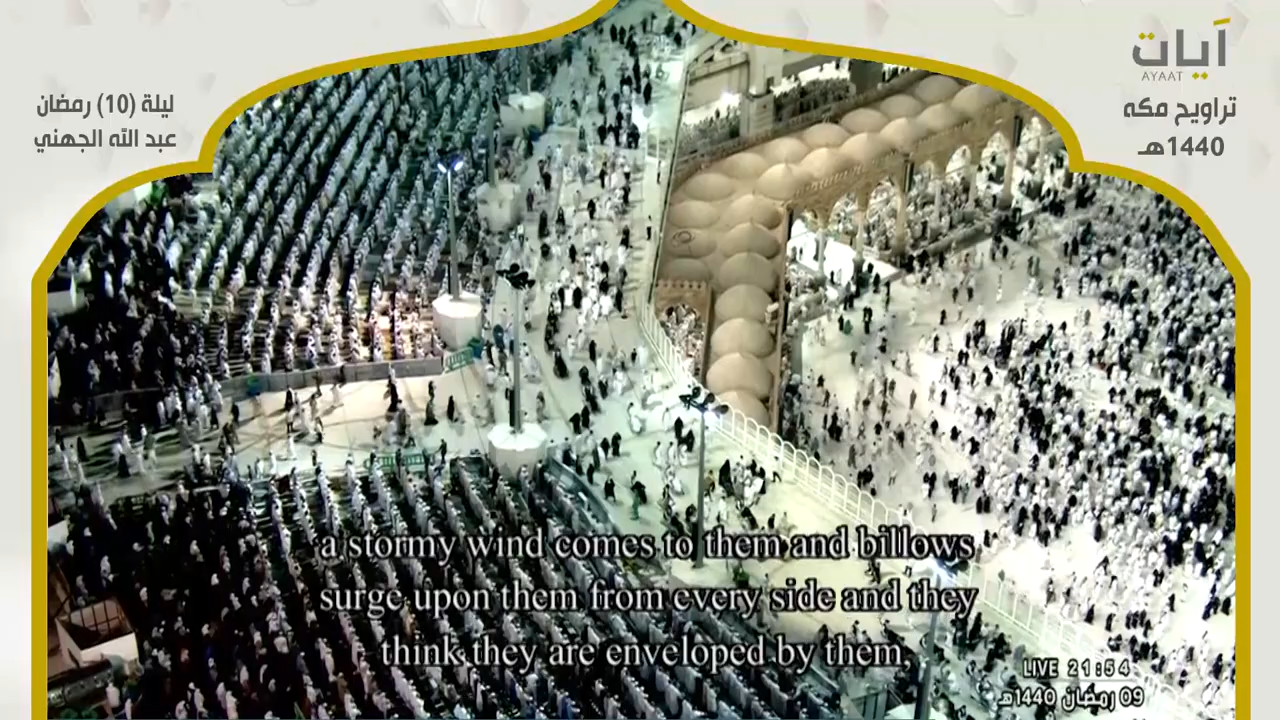 آيات
AYAAT
تراويح مكه
1440هـ
ليلة (10) رمضان
عبد الله الجهني
a stormy wind comes to them and billows
surge upon them from every side and they
think they are enveloped by them,
LIVE 21:54
09 رمضان 1440هـ